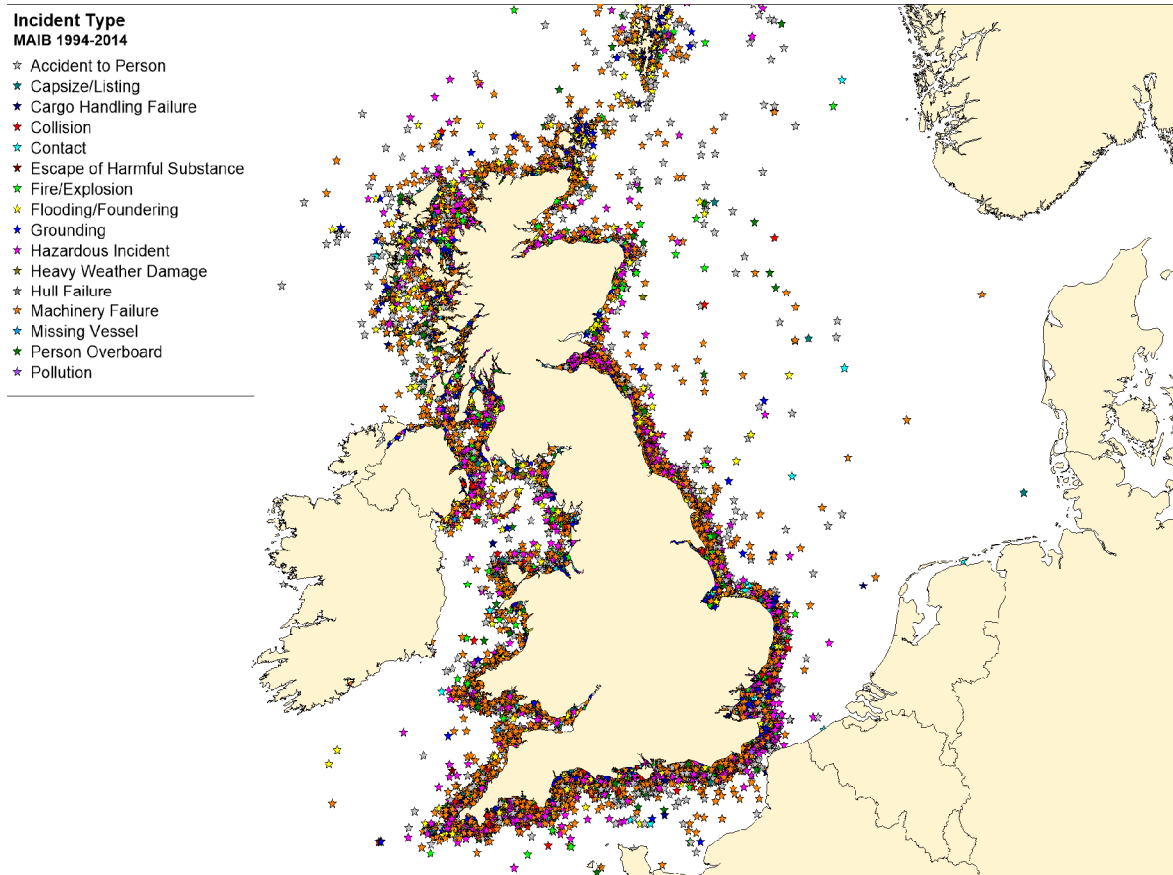 Incident Type
MAIB 1994-2014
Accident to Person
Capsize/Listing
Cargo Handling Failure
Collision
Contact
Escape of Harmful Substance
Fire/Explosion
Flooding/Foundering
Grounding
Hazardous Incident
Heavy Weather Damage
Hull Failure
Machinery Failure
Missing Vessel
Person Overboard
Pollution